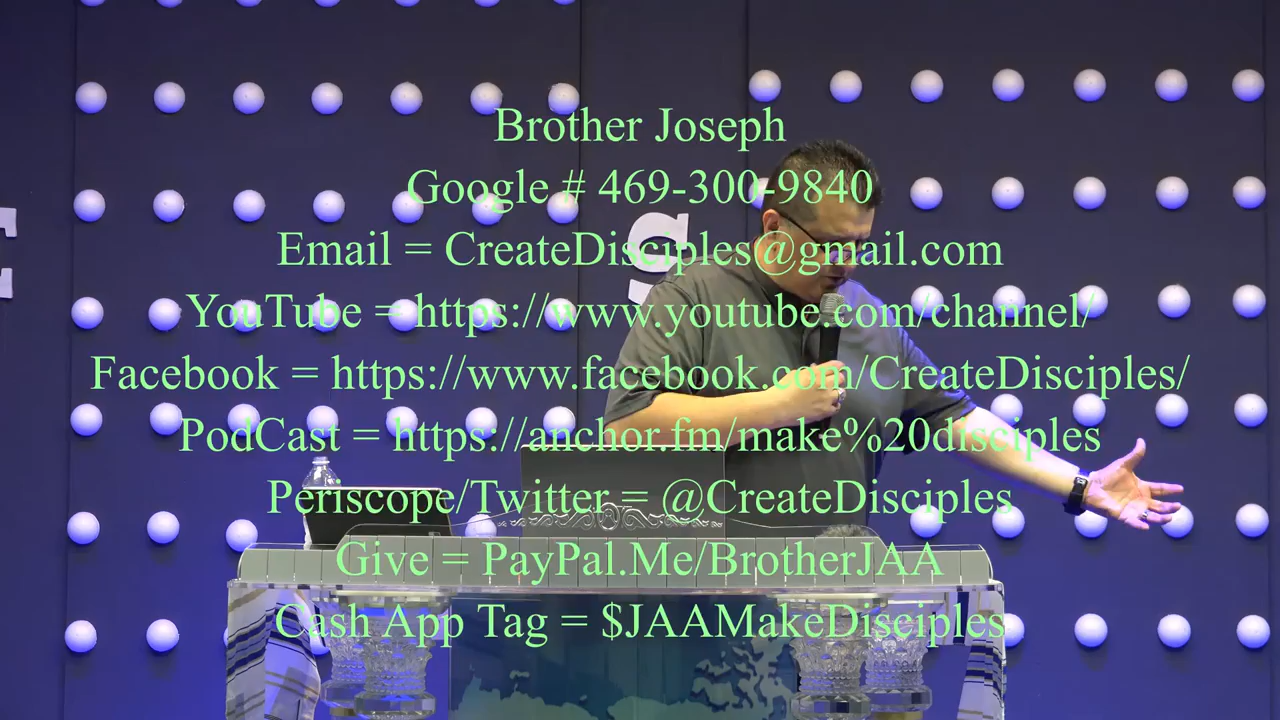 Brother Joseph
Google # 469-300-9840
Email = CreateDisciples@gmail.com
YouTube = https://www.youtube.com/channel/
Facebook = https://www.facebook.com/CreateDisciples/
PodCast = https://anchor.fm/make%20disciples
Periscope/Twitter = @CreateDisciples
Give = PayPal.Me/BrotherJAA
Cash App Tag = $JAAMakeDisciples